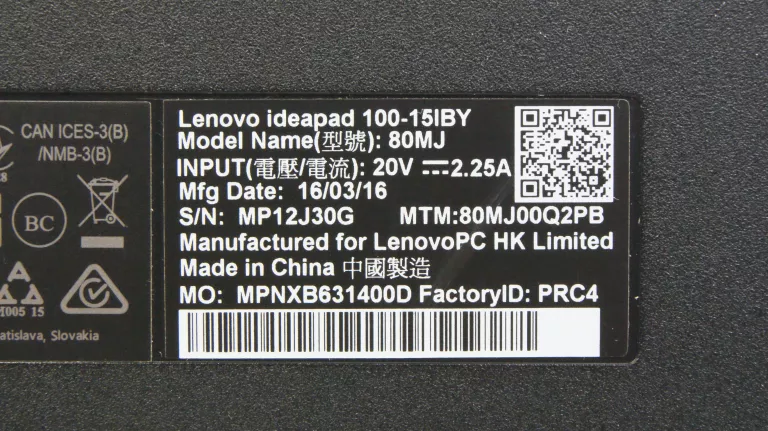 CAN ICES-3(B)
/NMB-3(B)
BC
005 15
atislava, Slovakia
Lenovo ideapad 100-15IBY
Model Name(型號): 80MJ
INPUT(電壓/電流): 20V ⎓ 2.25A
Mfg Date: 16/03/16
S/N: MP12J30G MTM:80MJ00Q2PB
Manufactured for LenovoPC HK Limited
Made in China 中國製造
MO: MPNXB631400D FactoryID: PRC4